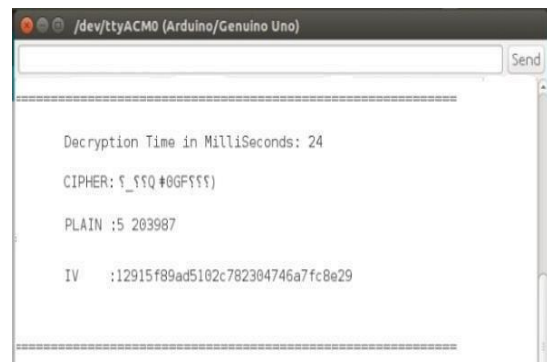 /dev/ttyACM0 (Arduino/Genuino Uno)
Send
============================================================
Decryption Time in MilliSeconds: 24
CIPHER: ⸮_⸮⸮Q
PLAIN :5 203987
IV :12915f89ad5102c782304746a7fc8e29
============================================================